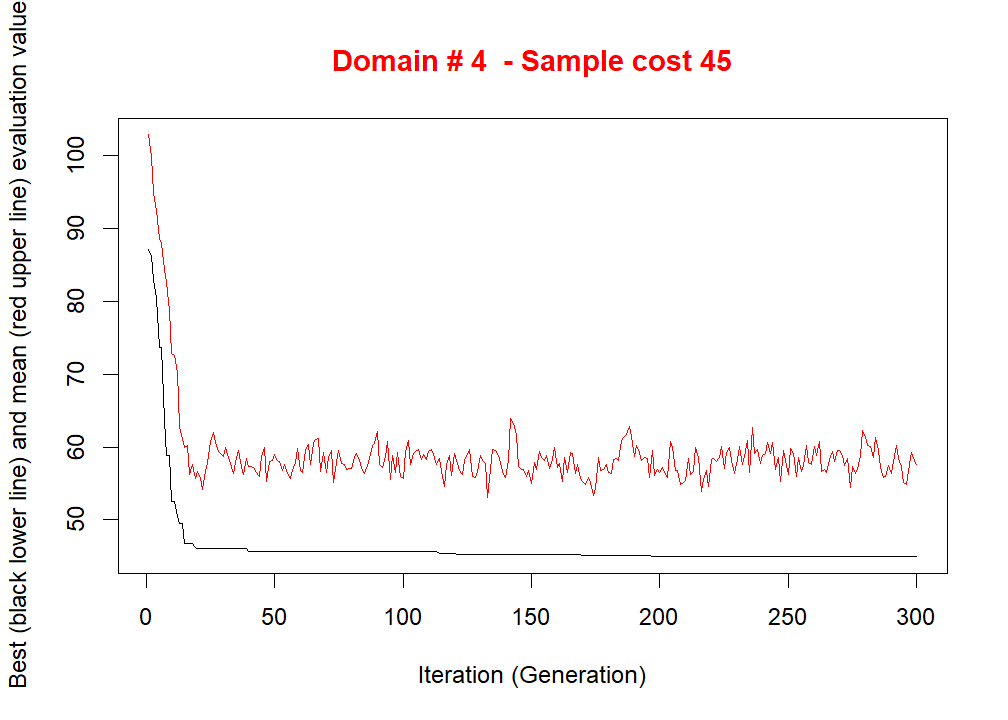 Domain # 4  - Sample cost 45
Best (black lower line) and mean (red upper line) evaluation value
100
90
80
70
60
50
0 50 100 150 200 250 300
Iteration (Generation)